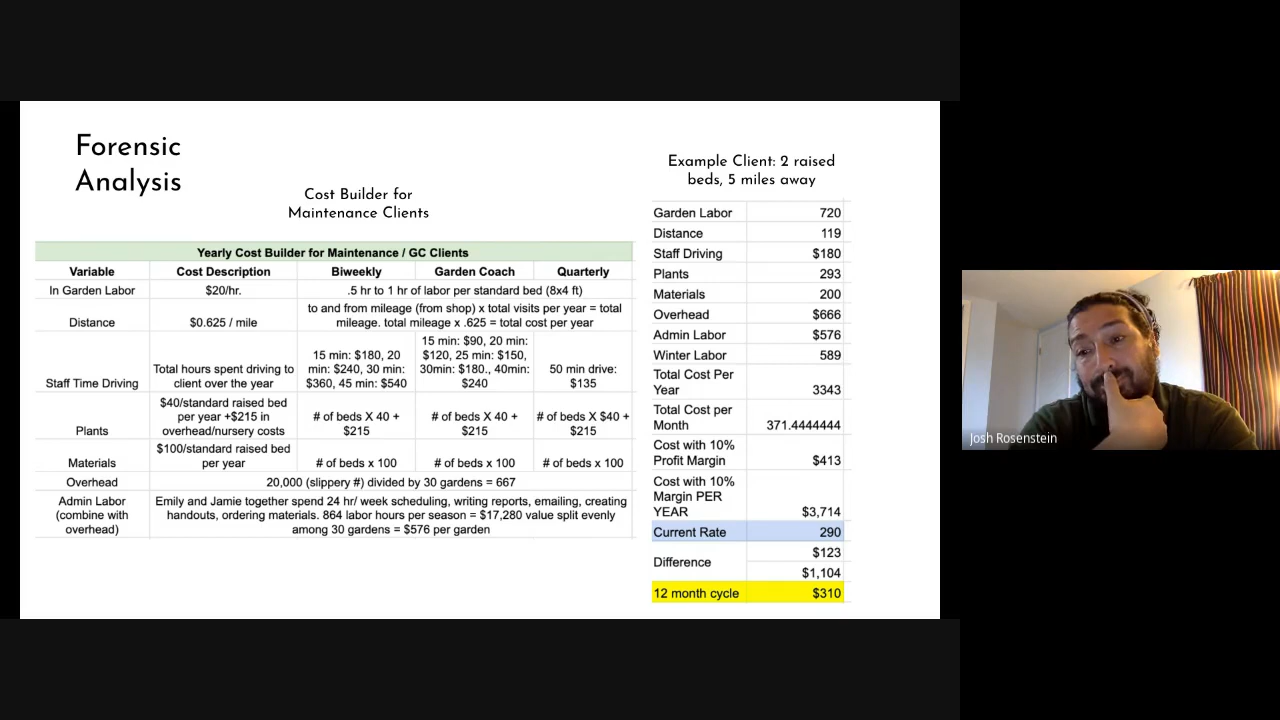 Forensic
Analysis
Cost Builder for
Maintenance Clients
Yearly Cost Builder for Maintenance / GC Clients
Variable Cost Description Biweekly Garden Coach Quarterly
In Garden Labor $20/hr. .5 hr to 1 hr of labor per standard bed (8x4 ft)
Distance $0.625 / mile to and from mileage (from shop) x total visits per year = total
mileage. total mileage x .625 = total cost per year
Staff Time Driving
Total hours spent driving to
client over the year
15 min: $180, 20
min: $240, 30 min:
$360, 45 min: $540
15 min: $90, 20 min:
$120, 25 min: $150,
30min: $180., 40min:
$240
50 min drive:
$135
Plants
$40/standard raised bed
per year +$215 in
overhead/nursery costs
# of beds X 40 +
$215
# of beds X 40 +
$215
# of beds X $40 +
$215
Materials
$100/standard raised bed
per year
# of beds x 100
# of beds x 100
# of beds x 100
Overhead 20,000 (slippery #) divided by 30 gardens = 667
Admin Labor
(combine with
overhead)
Emily and Jamie together spend 24 hr/ week scheduling, writing reports, emailing, creating
handouts, ordering materials. 864 labor hours per season = $17,280 value split evenly
among 30 gardens = $576 per garden
Example Client: 2 raised
beds, 5 miles away
Garden Labor 720
Distance 119
Staff Driving $180
Plants 293
Materials 200
Overhead $666
Admin Labor $576
Winter Labor 589
Total Cost Per
Year 3343
Total Cost per
Month 371.4444444
Cost with 10%
Profit Margin $413
Cost with 10%
Margin PER
YEAR $3,714
Current Rate 290
Difference $123
$1,104
12 month cycle $310
Josh Rosenstein